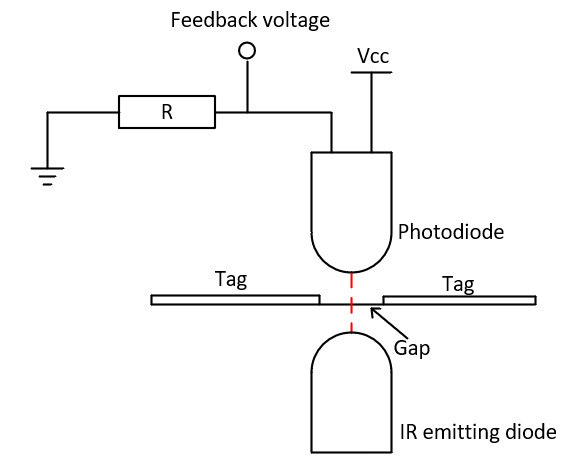 Feedback voltage
Vcc
R
Photodiode
Tag
Tag
Gap
IR emitting diode